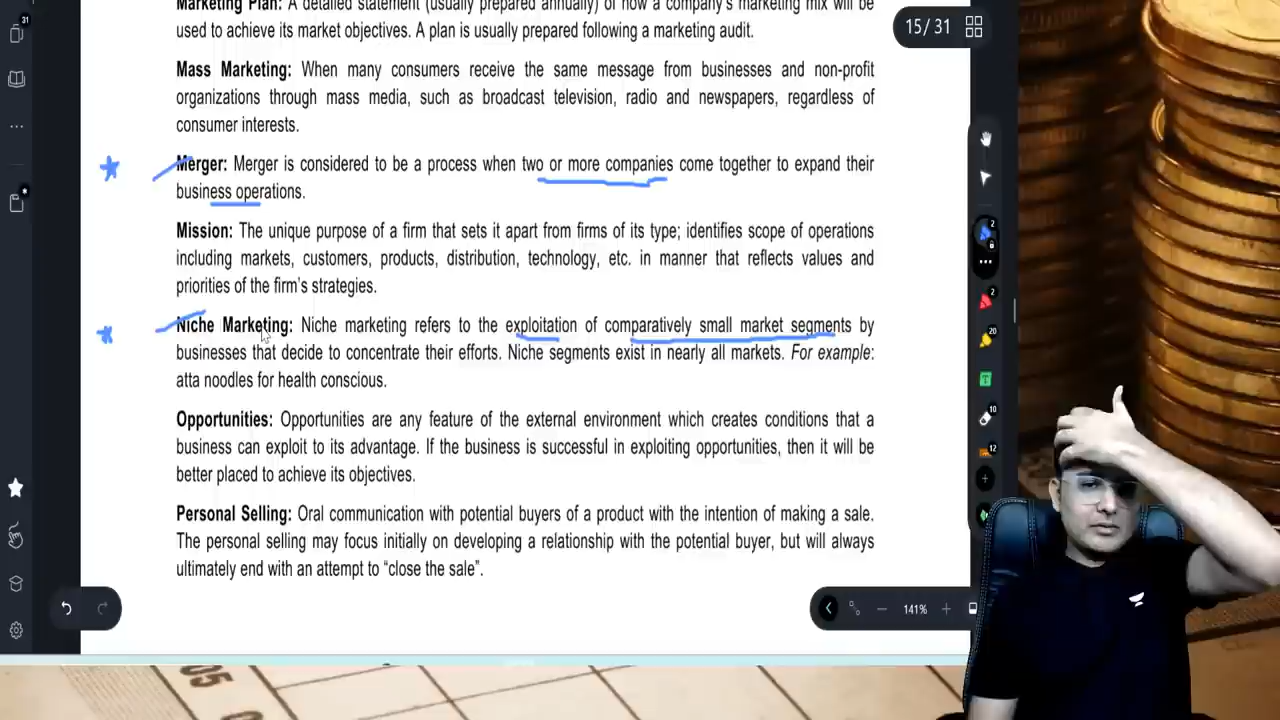 Marketing Plan: A detailed statement (usually prepared annually) of how a company's marketing mix will be
used to achieve its market objectives. A plan is usually prepared following a marketing audit.
15/ 31
Mass Marketing: When many consumers receive the same message from businesses and non-profit
organizations through mass media, such as broadcast television, radio and newspapers, regardless of
consumer interests.
Merger: Merger is considered to be a process when two or more companies come together to expand their
business operations.
Mission: The unique purpose of a firm that sets it apart from firms of its type; identifies scope of operations
including markets, customers, products, distribution, technology, etc. in manner that reflects values and
priorities of the firm's strategies.
Niche Marketing: Niche marketing refers to the exploitation of comparatively small market segments by
businesses that decide to concentrate their efforts. Niche segments exist in nearly all markets. For example:
atta noodles for health conscious.
Opportunities: Opportunities are any feature of the external environment which creates conditions that a
business can exploit to its advantage. If the business is successful in exploiting opportunities, then it will be
better placed to achieve its objectives.
Personal Selling: Oral communication with potential buyers of a product with the intention of making a sale.
The personal selling may focus initially on developing a relationship with the potential buyer, but will always
ultimately end with an attempt to “close the sale”.
141%
31
2
2
20
T
10
12
05